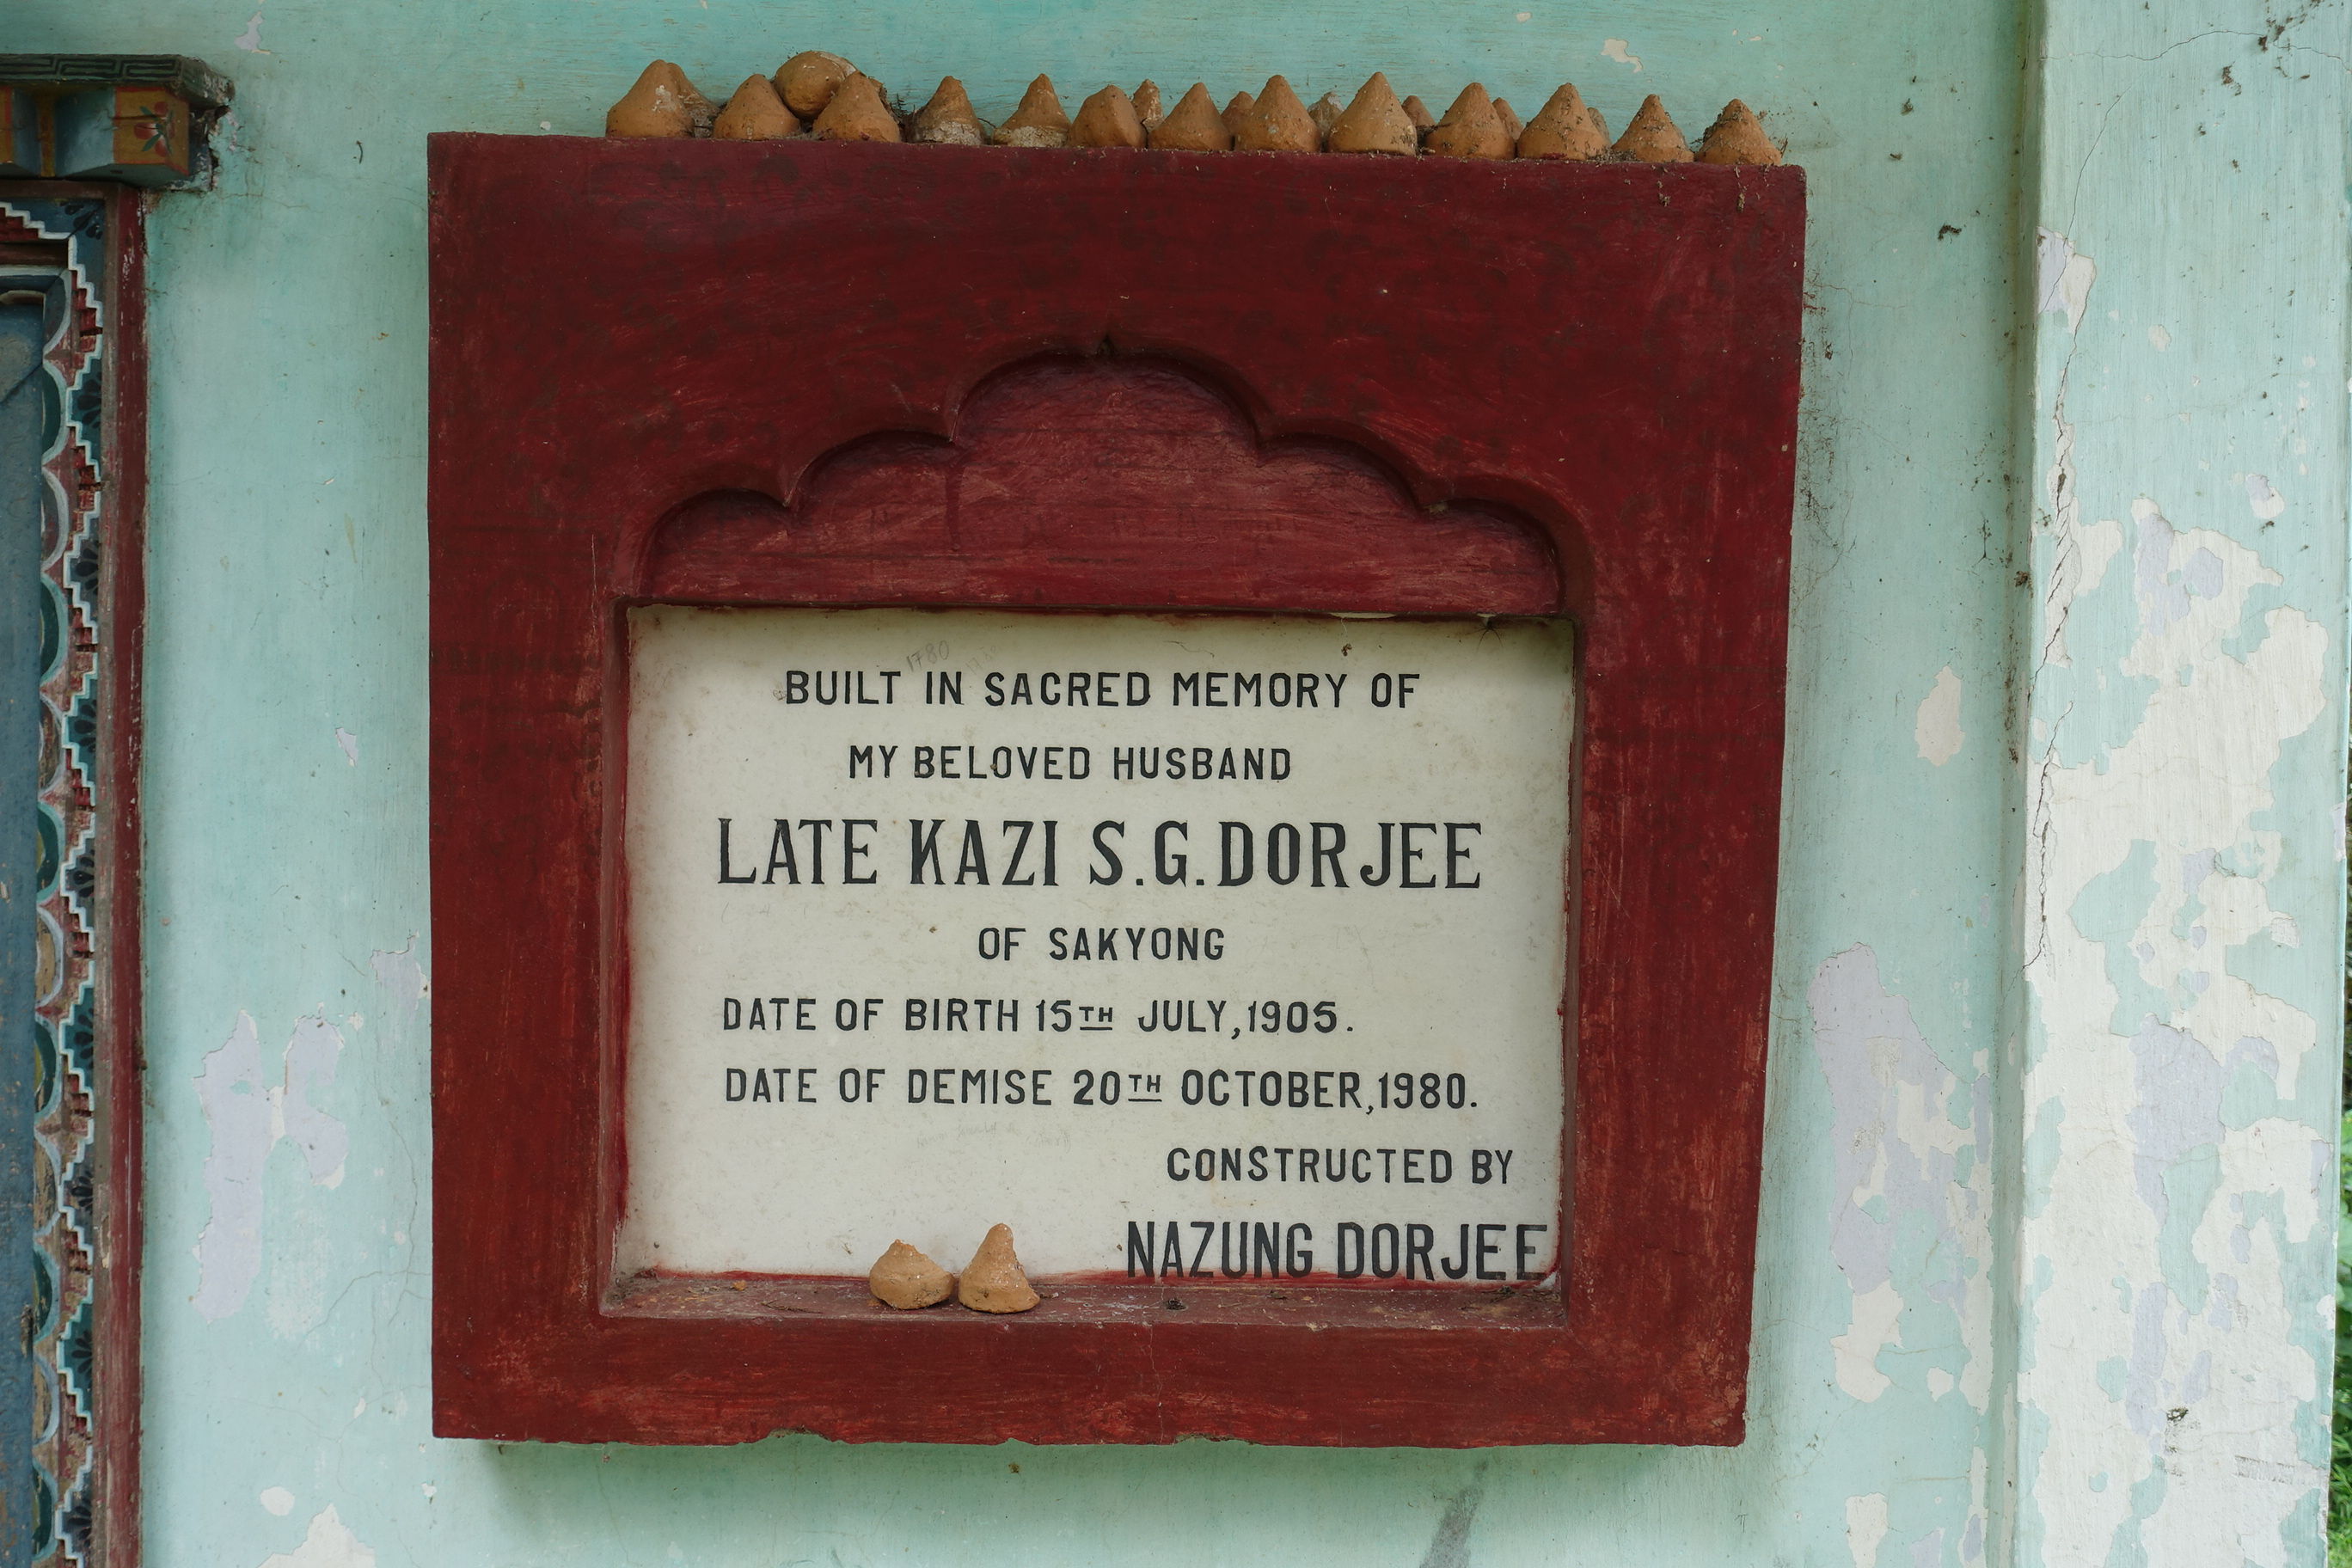 1780
BUILT IN SACRED MEMORY OF
MY BELOVED HUSBAND
LATE KAZI S.G. DORJEE
OF SAKYONG
DATE OF BIRTH 15TH JULY, 1905.
DATE OF DEMISE 20TH OCTOBER, 1980.
CONSTRUCTED BY
NAZUNG DORJEE